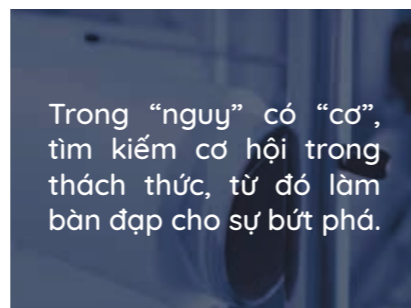 Trong “nguy” có “cơ”,
tìm kiếm cơ hội trong
thách thức, từ đó làm
bàn đạp cho sự bứt phá.